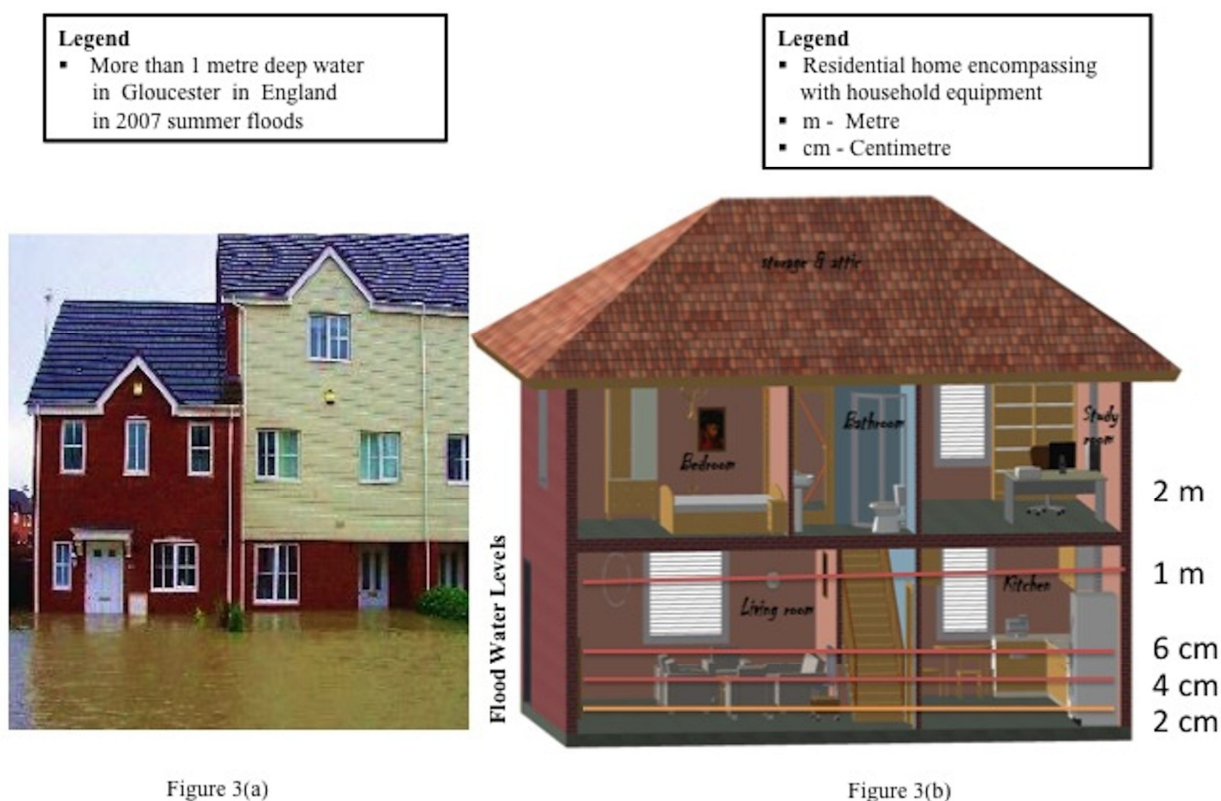 Legend
▪ More than 1 metre deep water
in Gloucester in England
in 2007 summer floods
Legend
▪ Residential home encompassing
with household equipment
▪ m - Metre
▪ cm - Centimetre
storage & attic
Bedroom
Bathroom
Study
room
Living room
Kitchen
Flood Water Levels
2 m
1 m
6 cm
4 cm
2 cm
Figure 3(a)
Figure 3(b)